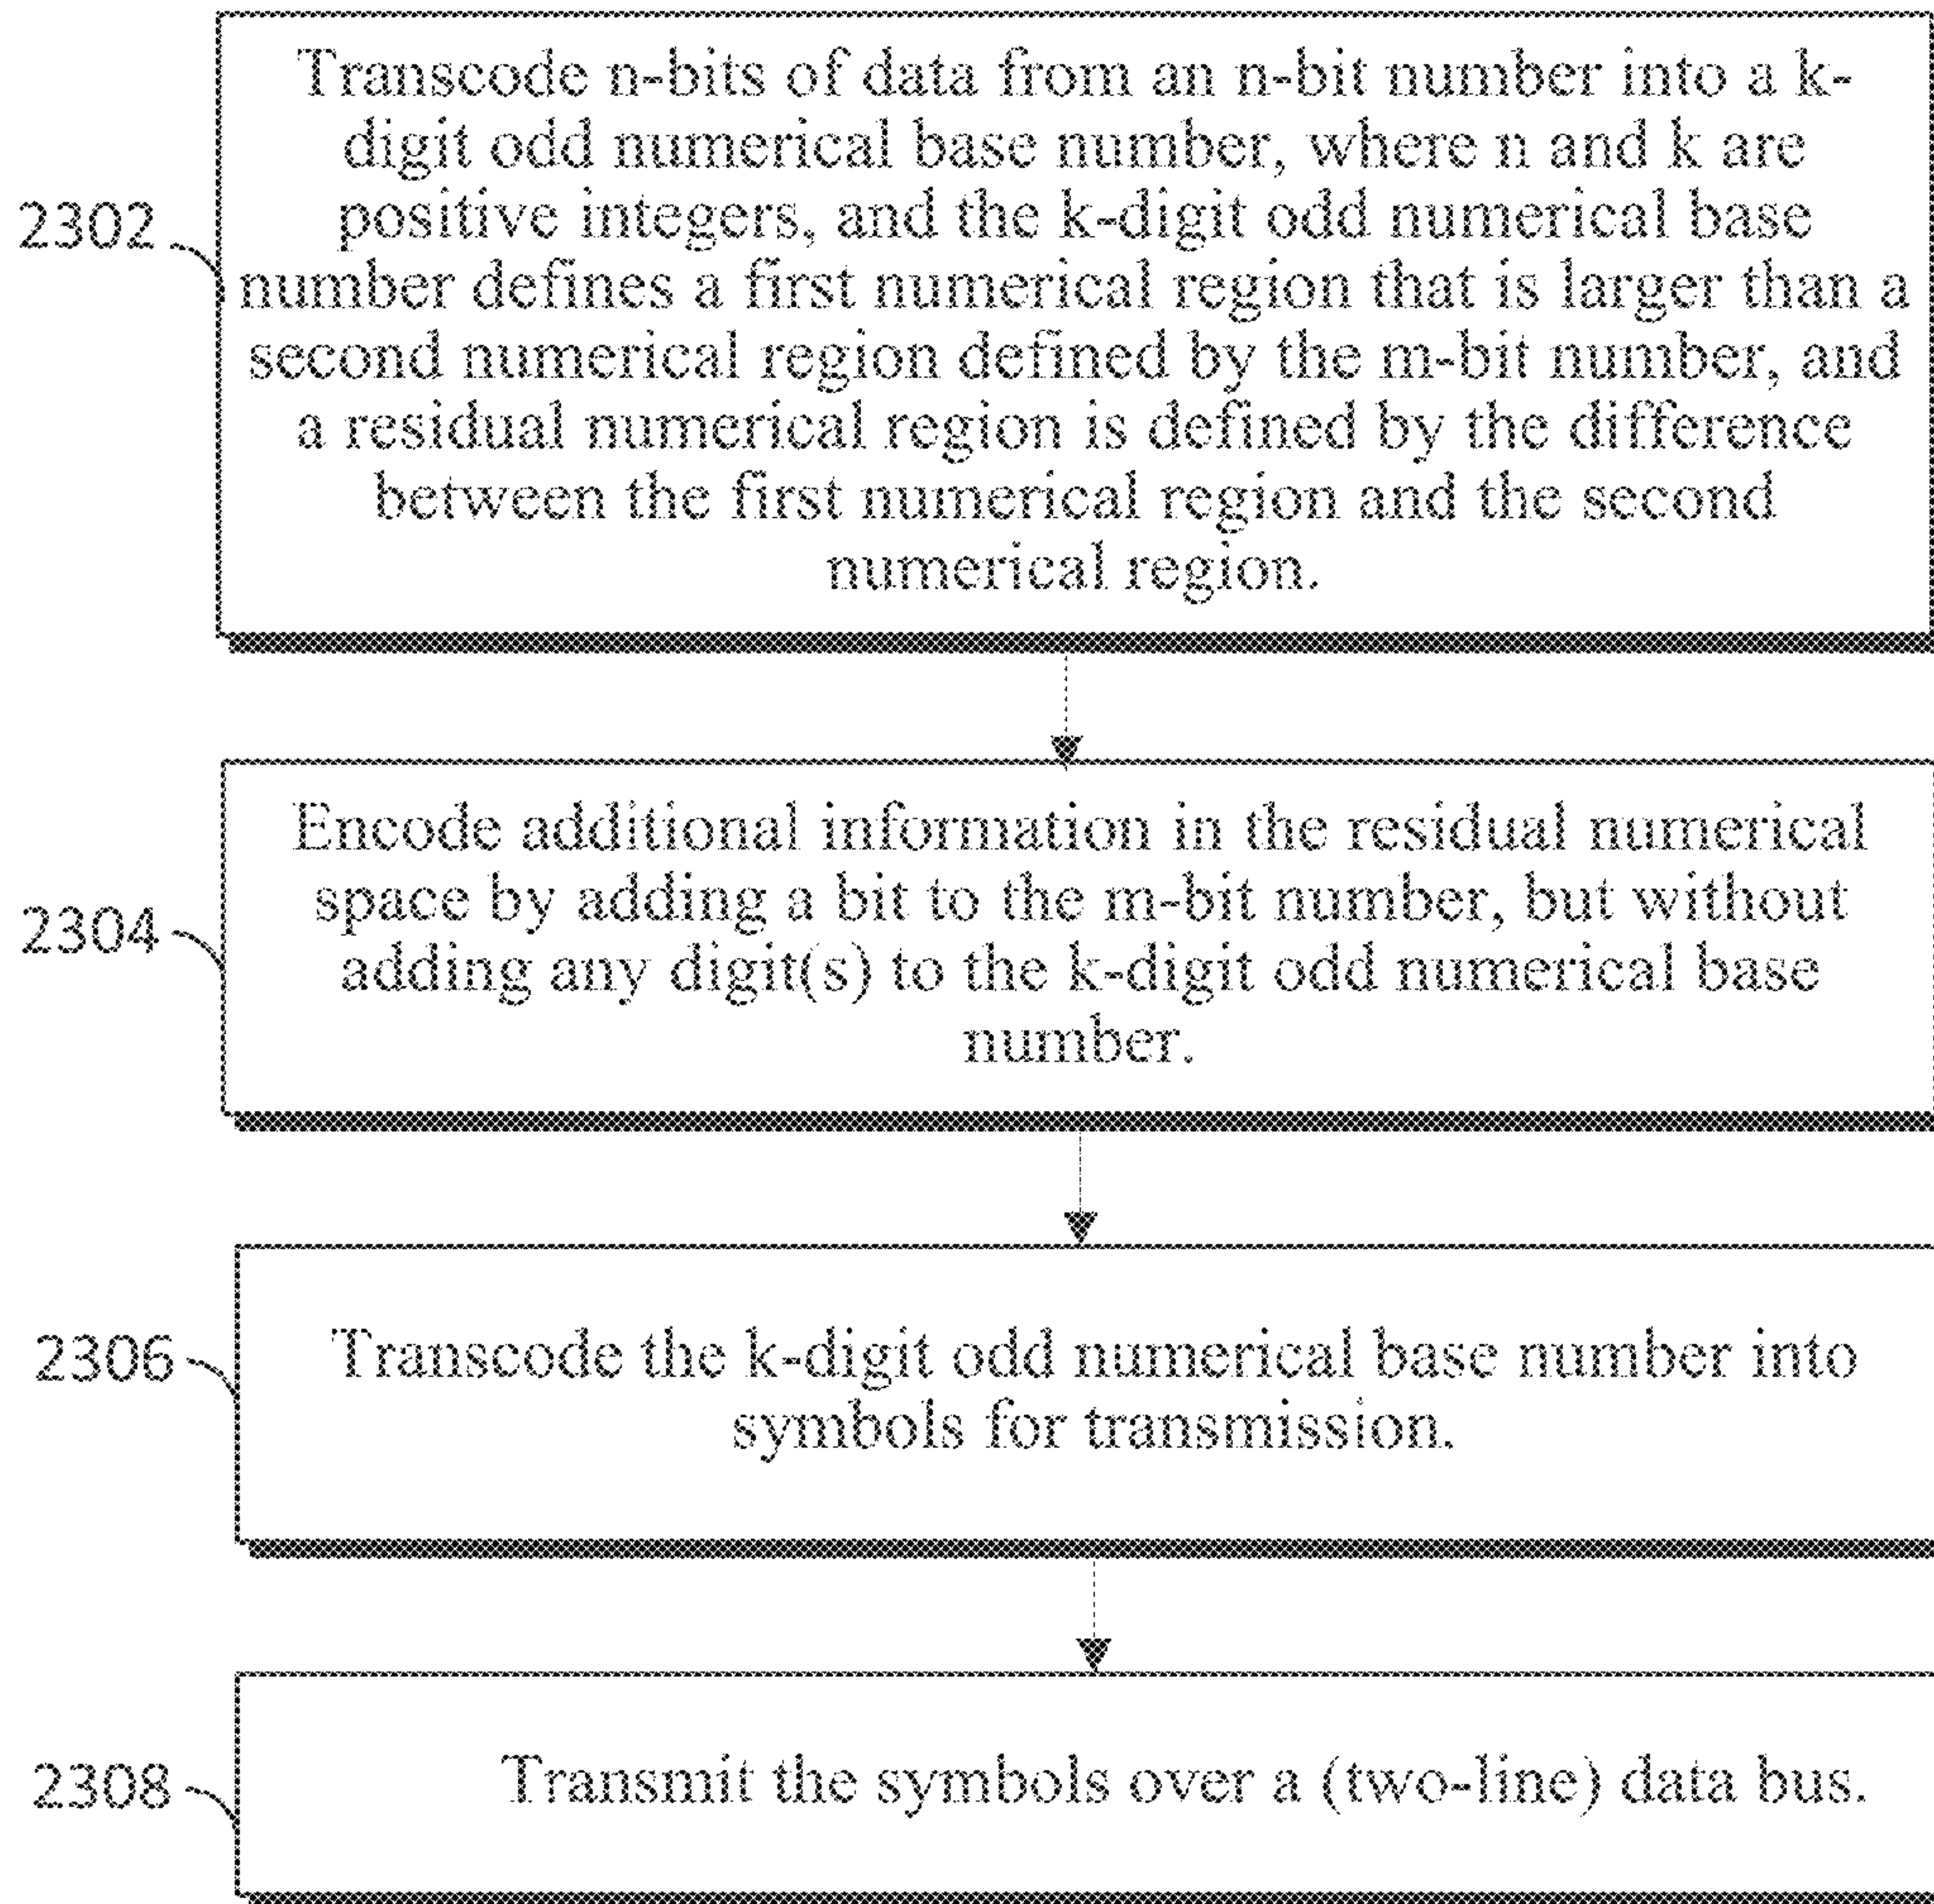 Transcode n-bits of data from an n-bit number into a k-
digit odd numerical base number, where n and k are
positive integers, and the k-digit odd numerical base
number defines a first numerical region that is larger than a
second numerical region defined by the m-bit number, and
a residual numerical region is defined by the difference
between the first numerical region and the second
numerical region.
2302
Encode additional information in the residual numerical
space by adding a bit to the m-bit number, but without
adding any digit(s) to the k-digit odd numerical base
number.
2304
Transcode the k-digit odd numerical base number into
symbols for transmission.
2306
Transmit the symbols over a (two-line) data bus.
2308